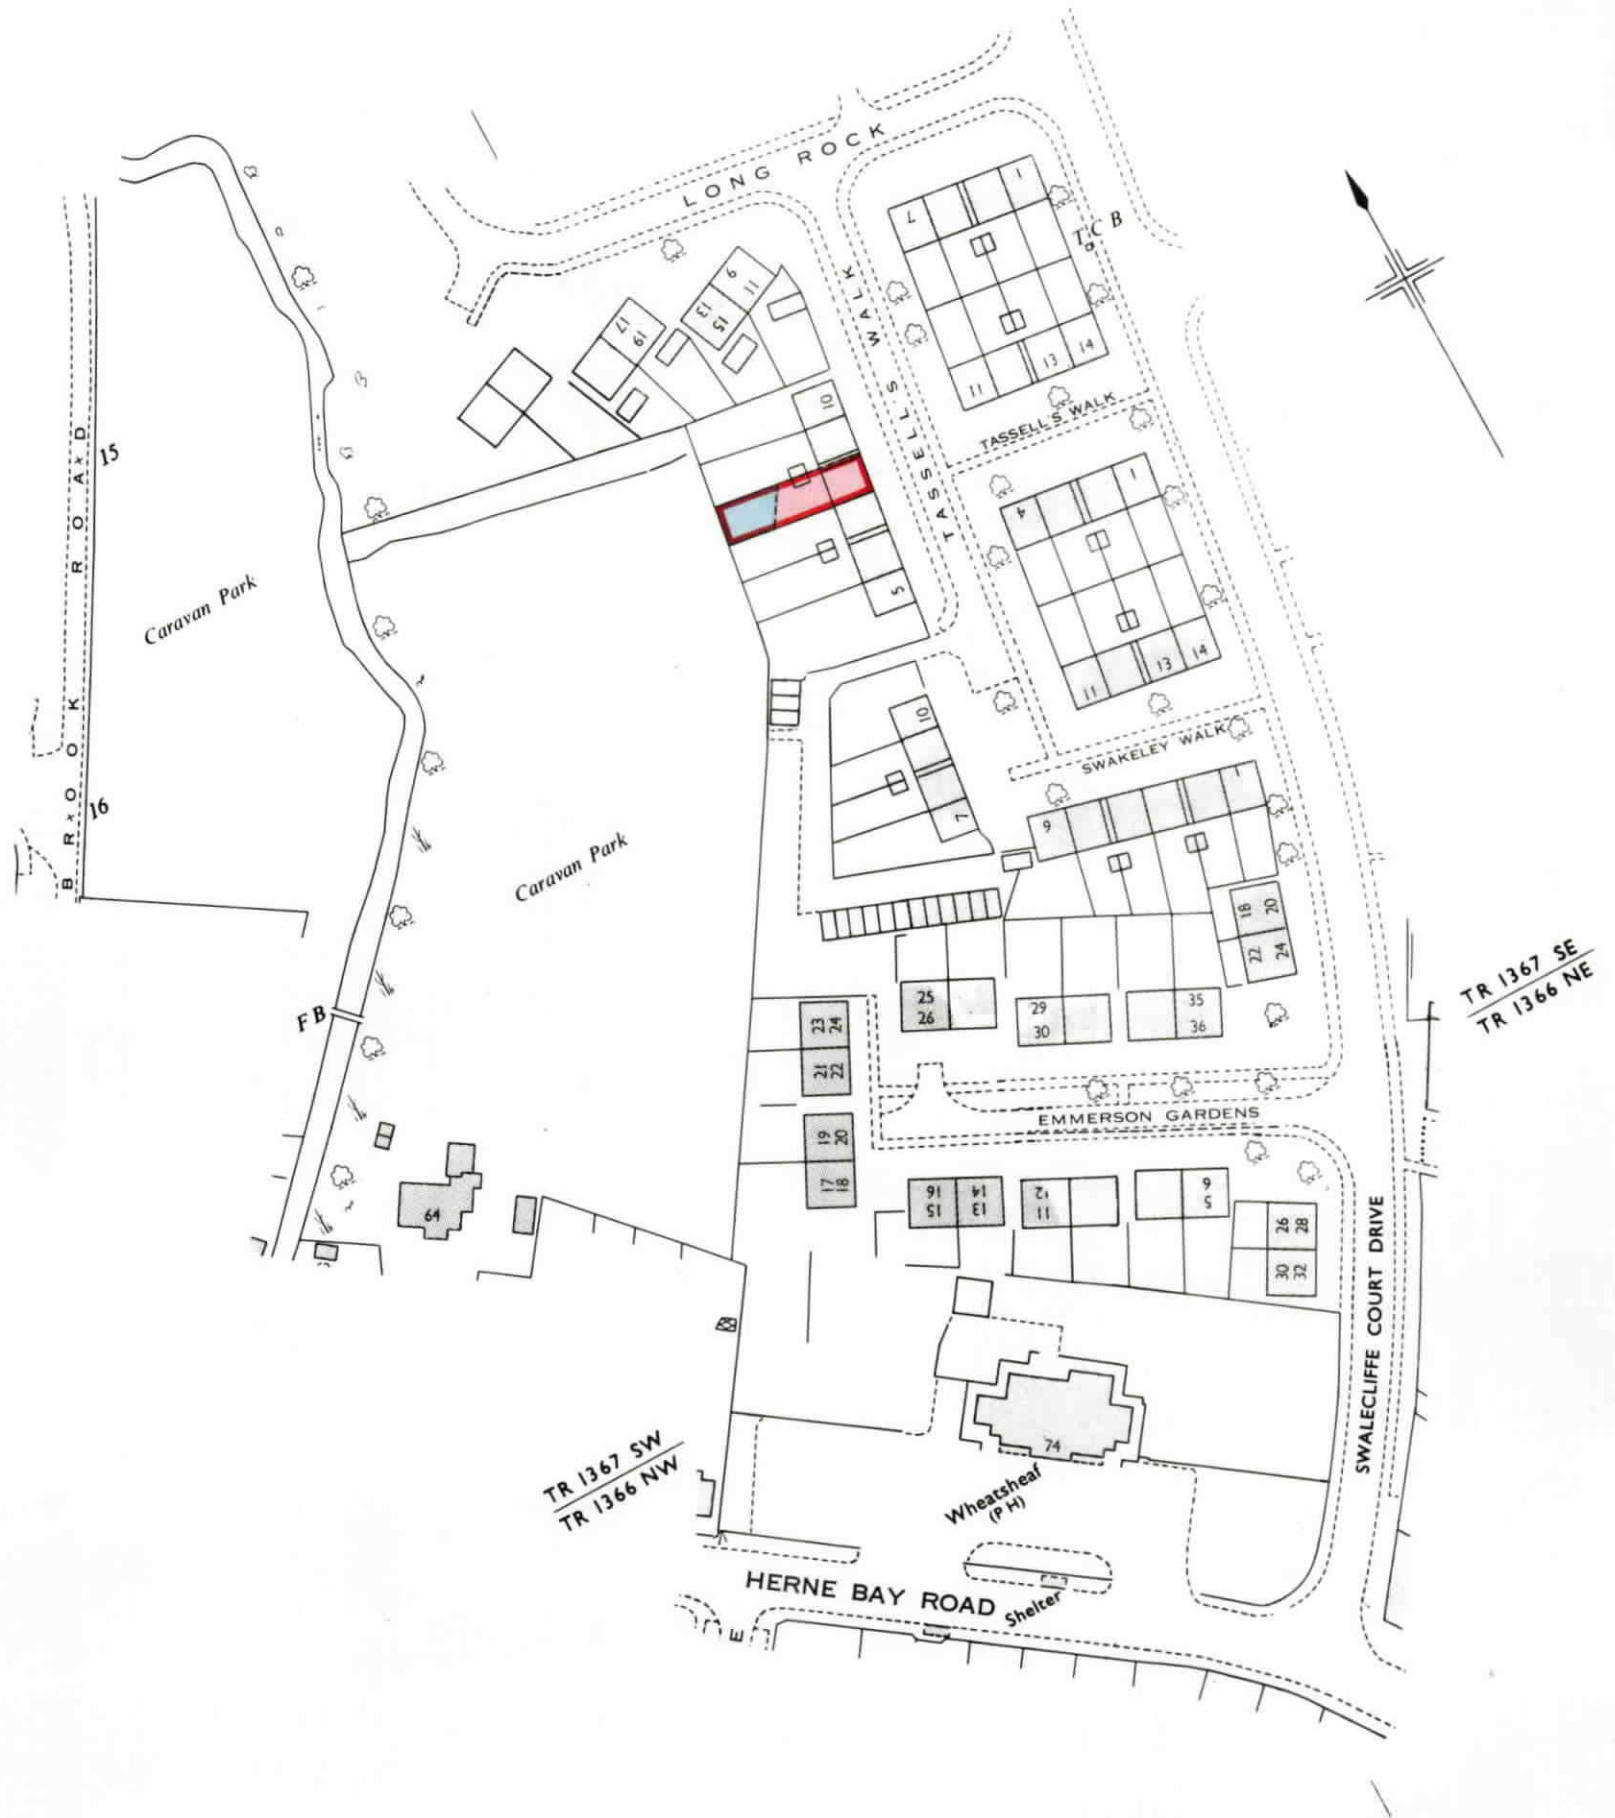 LONG ROCK
1
7
T C B
9
11
13
15
17
19
TASSELL'S WALK
13 14
11
10
TASSELL'S WALK
BROOK ROAD
15
1
4
5
Caravan Park
13 14
11
10
SWAKELEY WALK
7
1
9
16
Caravan Park
18 20
22 24
TR 1367 SE
TR 1366 NE
25
26
29
30
35
36
23 24
21 22
F B
EMMERSON GARDENS
19 20
17 18
16 14
15 13
12
11
6
5
64
26 28
30 32
SWALECLIFFE COURT DRIVE
74
TR 1367 SW
TR 1366 NW
Wheatsheaf
(P H)
HERNE BAY ROAD
Shelter
E